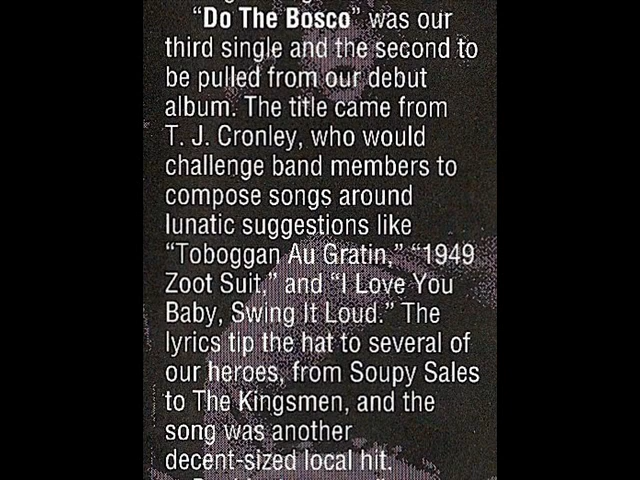 “Do The Bosco” was our
third single and the second to
be pulled from our debut
album. The title came from
T. J. Cronley, who would
challenge band members to
compose songs around
lunatic suggestions like
“Toboggan Au Gratin,” “1949
Zoot Suit,” and “I Love You
Baby, Swing It Loud.” The
lyrics tip the hat to several of
our heroes, from Soupy Sales
to The Kingsmen, and the
song was another
decent-sized local hit.